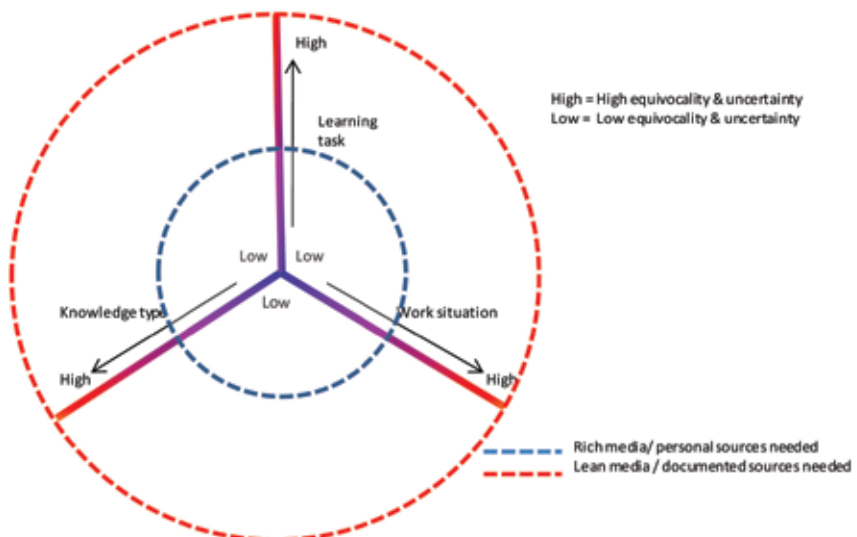 High
High = High equivocality & uncertainty
Low = Low equivocality & uncertainty
Learning
task
Low Low
Low
Knowledge type
Work situation
High
High
Rich media/ personal sources needed
Lean media / documented sources needed